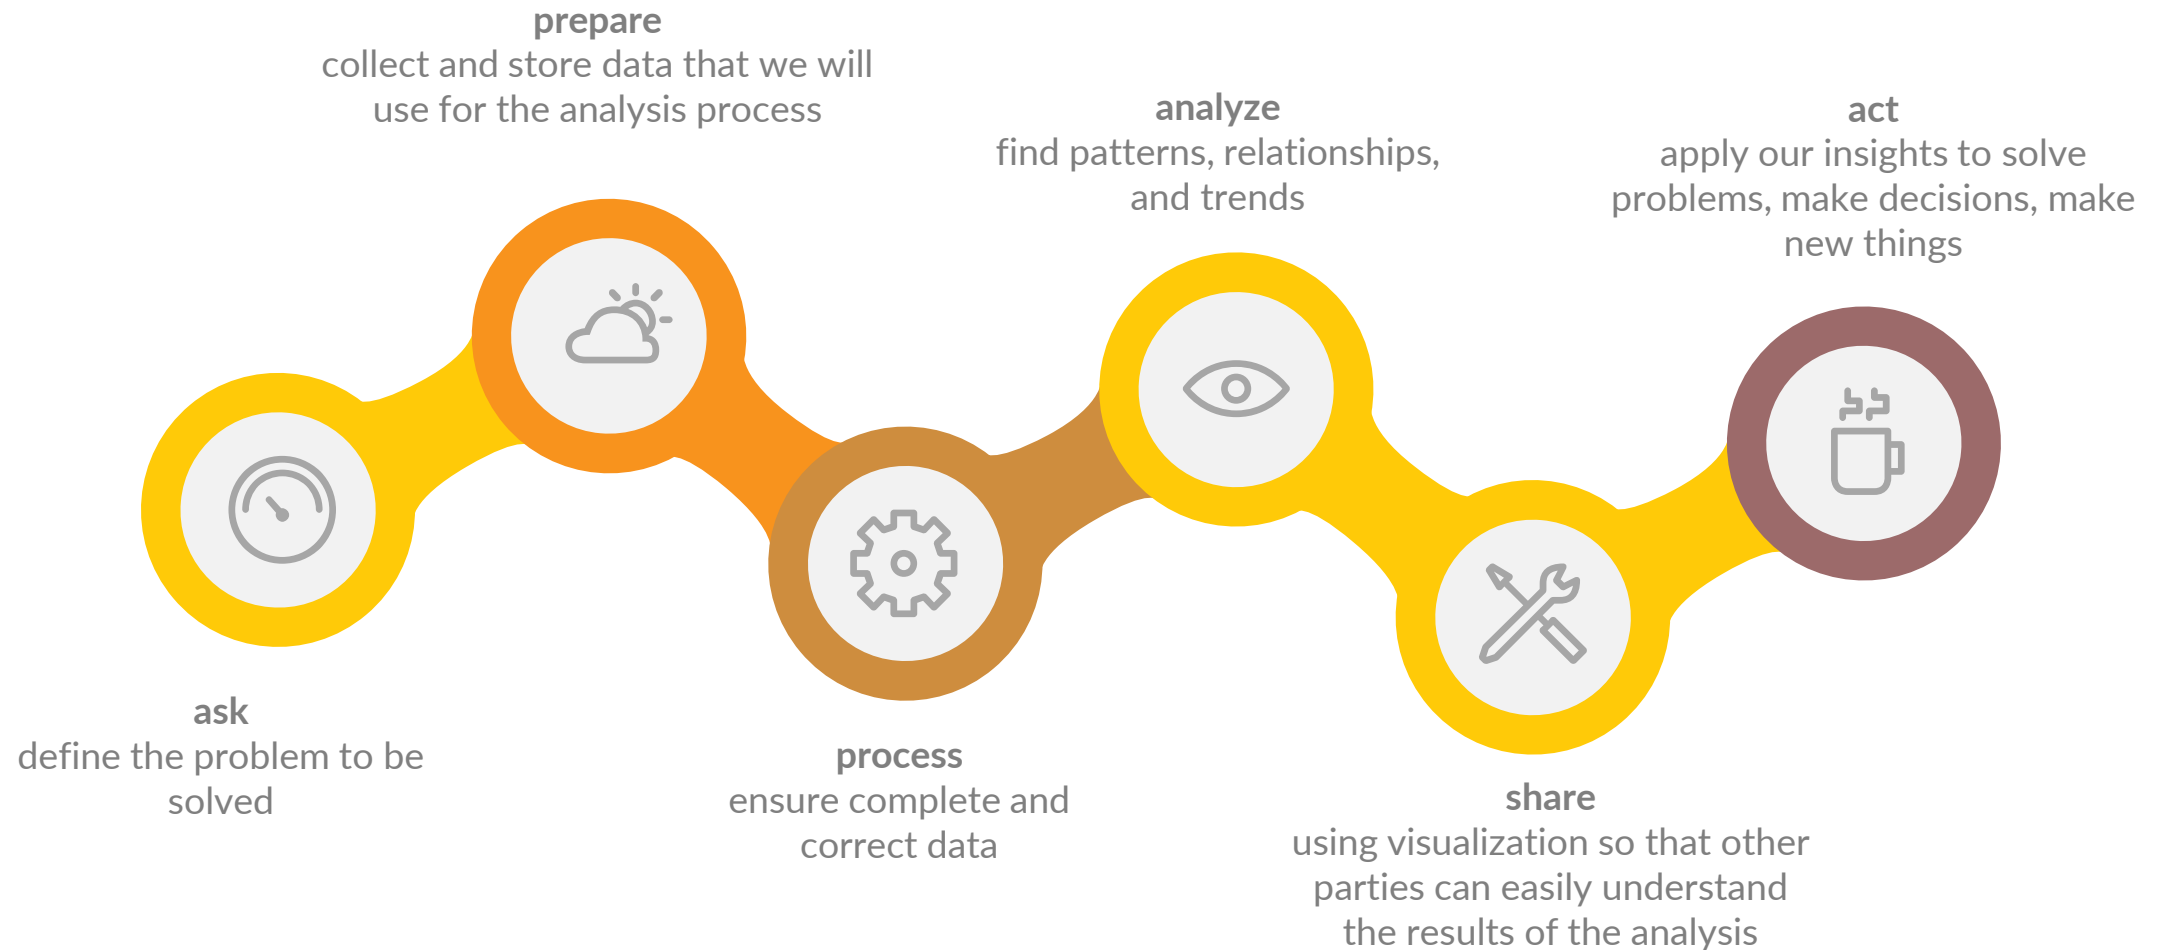 prepare
collect and store data that we will
use for the analysis process
analyze
find patterns, relationships,
and trends
act
apply our insights to solve
problems, make decisions, make
new things
ask
define the problem to be
solved
process
ensure complete and
correct data
share
using visualization so that other
parties can easily understand
the results of the analysis